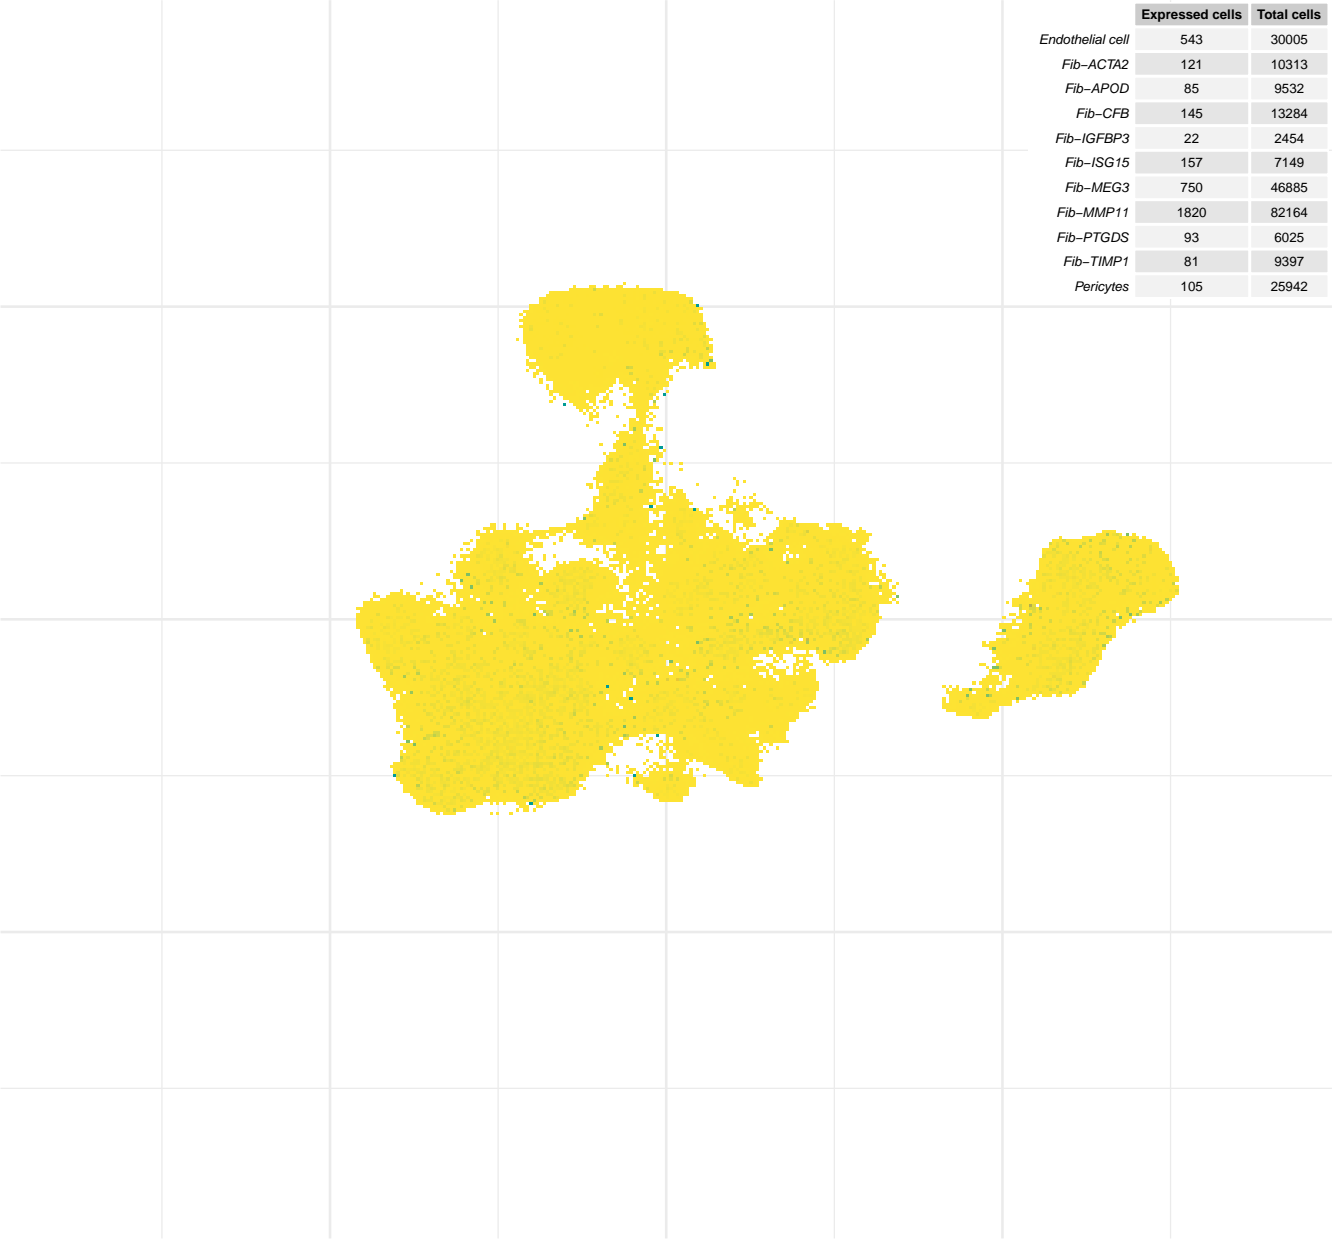 Expressed cells Total cells
Endothelial cell 543 30005
Fib−ACTA2 121 10313
Fib−APOD 85 9532
Fib−CFB 145 13284
Fib−IGFBP3 22 2454
Fib−ISG15 157 7149
Fib−MEG3 750 46885
Fib−MMP11 1820 82164
Fib−PTGDS 93 6025
Fib−TIMP1 81 9397
Pericytes 105 25942